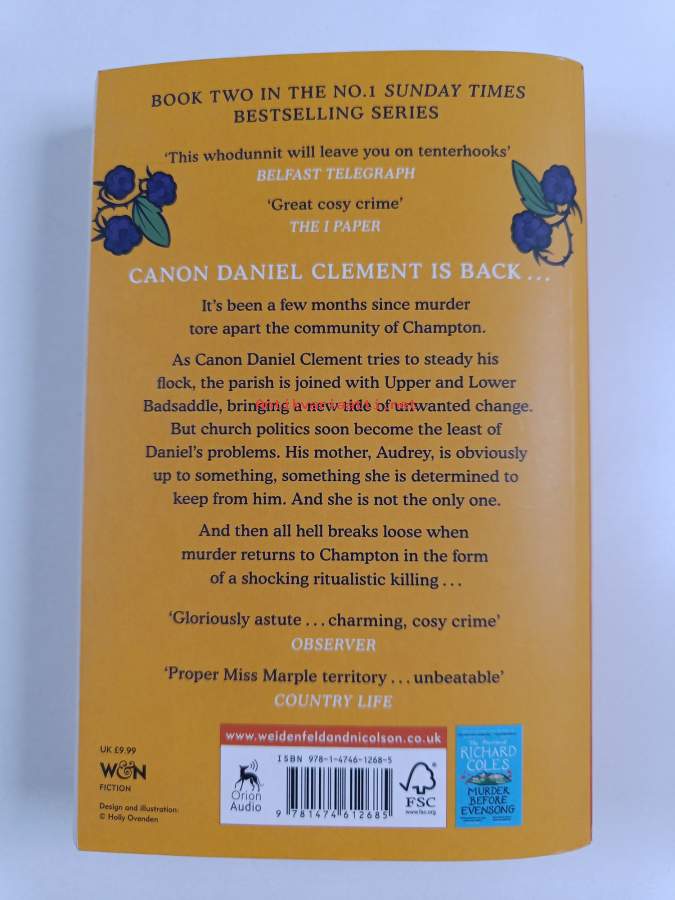 BOOK TWO IN THE NO.1 SUNDAY TIMES
BESTSELLING SERIES
‘This whodunnit will leave you on tenterhooks’
BELFAST TELEGRAPH
‘Great cosy crime’
THE I PAPER
CANON DANIEL CLEMENT IS BACK...
It’s been a few months since murder
tore apart the community of Champton.
As Canon Daniel Clement tries to steady his
flock, the parish is joined with Upper and Lower
Badsaddle, bringing a new tide of unwanted change.
But church politics soon become the least of
Daniel’s problems. His mother, Audrey, is obviously
up to something, something she is determined to
keep from him. And she is not the only one.
And then all hell breaks loose when
murder returns to Champton in the form
of a shocking ritualistic killing...
‘Gloriously astute...charming, cosy crime’
OBSERVER
‘Proper Miss Marple territory...unbeatable’
COUNTRY LIFE
UK £9.99
W&N
FICTION
Design and illustration:
© Holly Ovenden
www.weidenfeldandnicolson.co.uk
ISBN 978-1-4746-1268-5
9 781474 612685
Orion
Audio
FSC
www.fsc.org
The Reverend
RICHARD
COLES
MURDER
BEFORE
EVENSONG